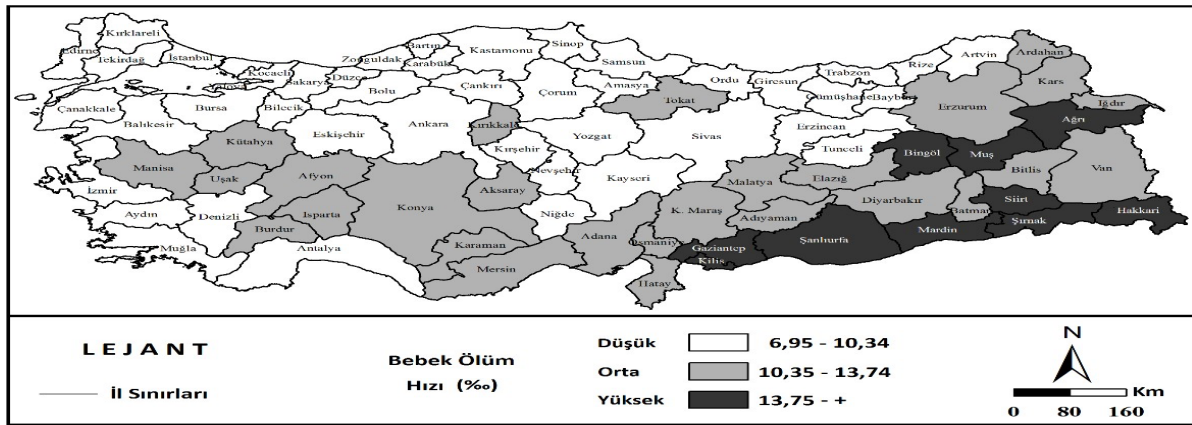 Kırklareli
Edirne
Tekirdağ
İstanbul
Kocaeli
Yalova
Sakarya
Düzce
Zonguldak
Bartın
Karabük
Kastamonu
Sinop
Samsun
Çankırı
Bolu
Çorum
Amasya
Tokat
Ordu
Giresun
Trabzon
Rize
Artvin
Ardahan
Kars
Iğdır
Ağrı
Erzurum
Gümüşhane
Bayburt
Erzincan
Tunceli
Bingöl
Muş
Bitlis
Van
Çanakkale
Balıkesir
Bursa
Bilecik
Eskişehir
Ankara
Kırıkkale
Kırşehir
Yozgat
Sivas
Kayseri
Nevşehir
Kütahya
Manisa
Uşak
Afyon
İzmir
Aydın
Denizli
Muğla
Burdur
Isparta
Antalya
Konya
Aksaray
Niğde
Karaman
Mersin
Adana
K. Maraş
Malatya
Elazığ
Adıyaman
Diyarbakır
Batman
Siirt
Şırnak
Hakkari
Mardin
Şanlıurfa
Gaziantep
Kilis
Osmaniye
Hatay
LEJANT
İl Sınırları
Bebek Ölüm
Hızı (‰)
Düşük 6,95 - 10,34
Orta 10,35 - 13,74
Yüksek 13,75 - +
N
Km
0 80 160